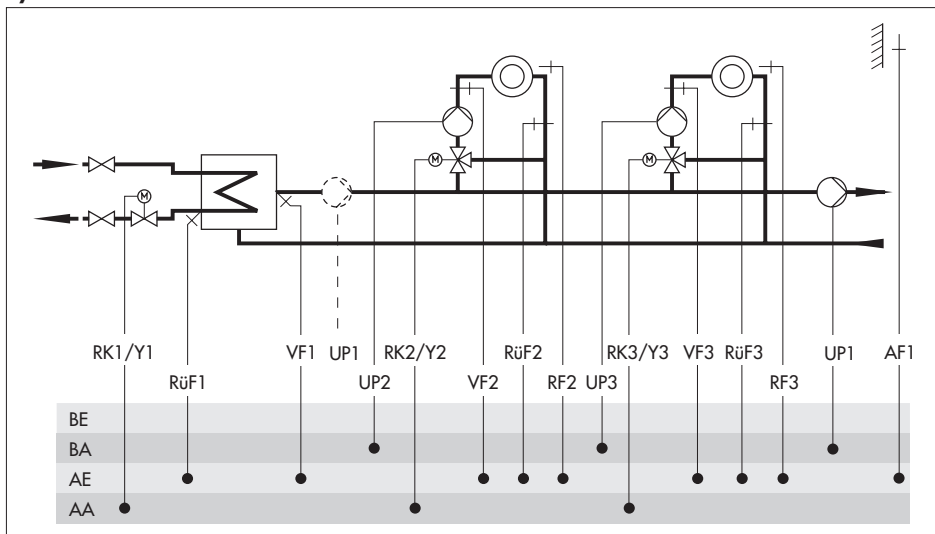 M
M
M
RK1/Y1
VF1
UP1
RK2/Y2
RüF2
RK3/Y3
VF3
RüF3
UP1
AF1
RüF1
UP2
VF2
RF2
UP3
RF3
BE
BA
AE
AA